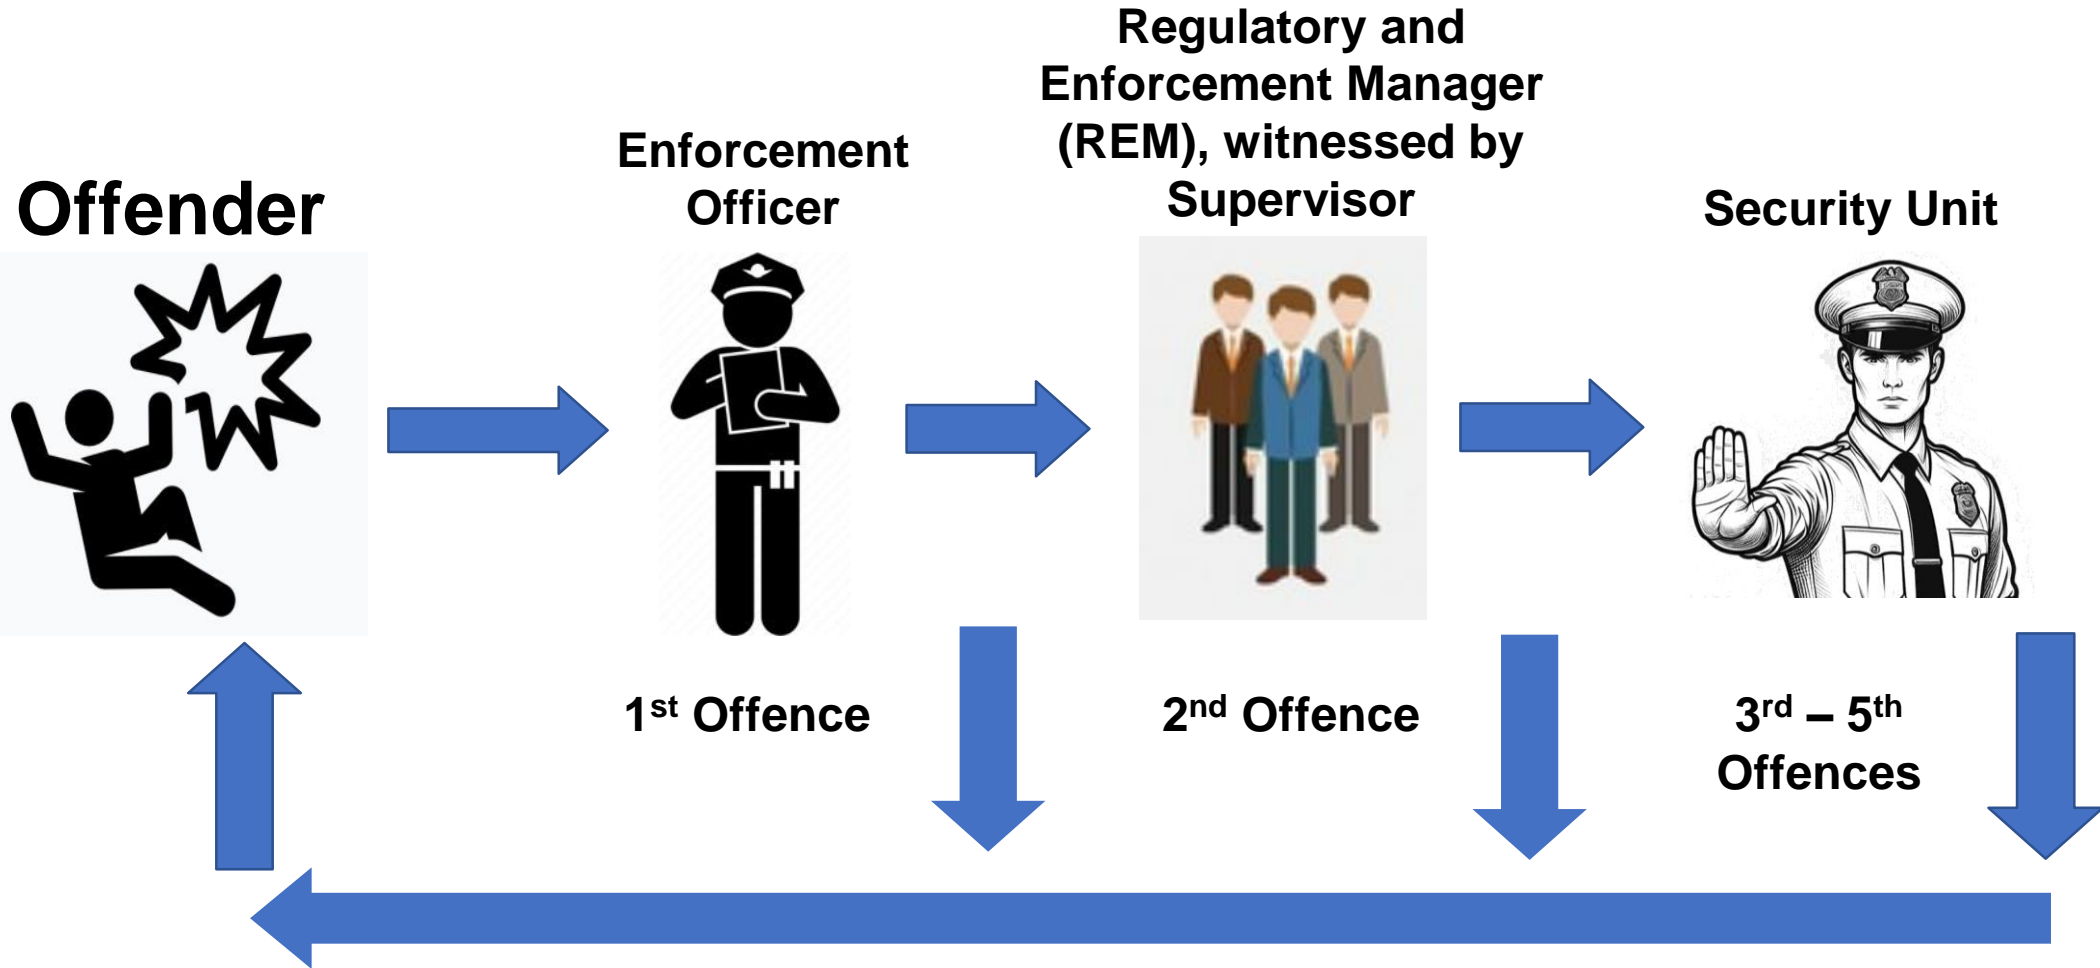 Offender
Enforcement
Officer
Regulatory and
Enforcement Manager
(REM), witnessed by
Supervisor
Security Unit
1st Offence
2nd Offence
3rd – 5th
Offences